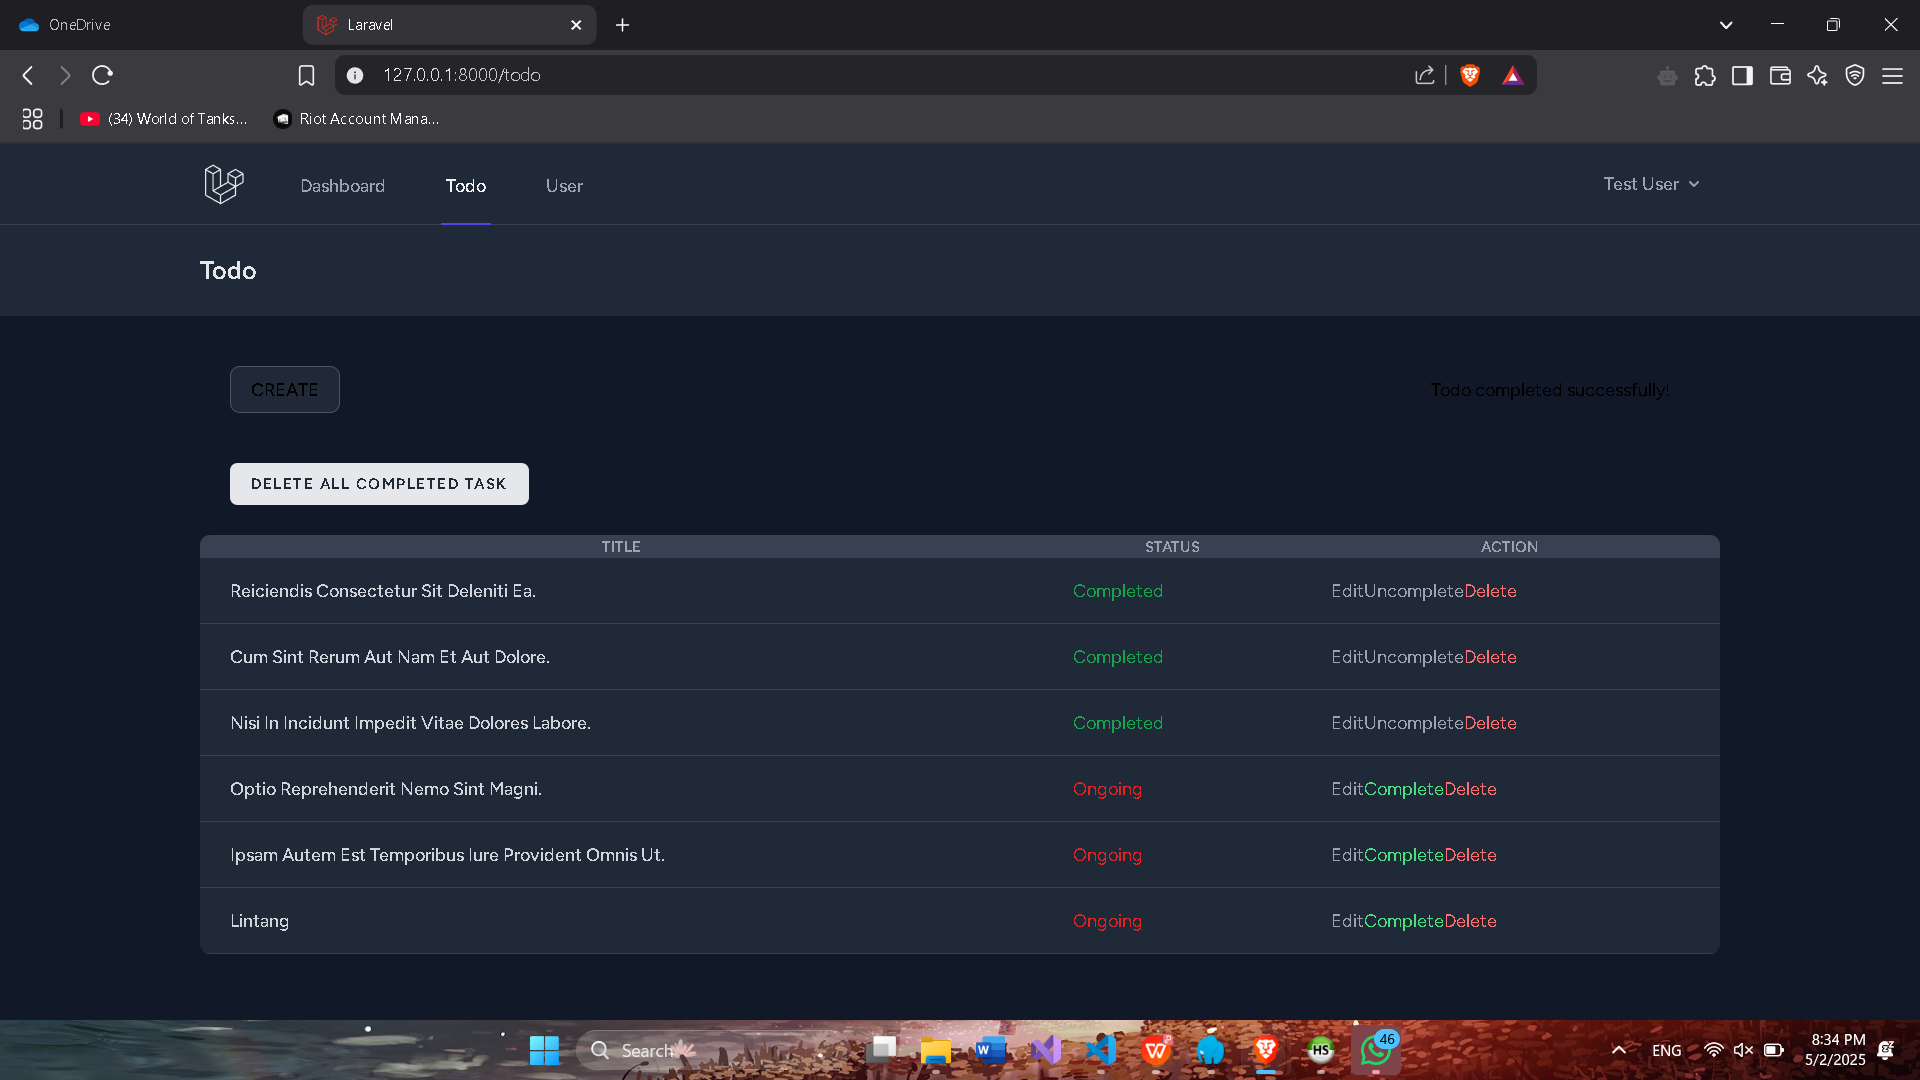 OneDrive
Laravel
127.0.0.1:8000/todo
(34) World of Tanks...
Riot Account Mana...
Dashboard
Todo
User
Test User
Todo
CREATE
Todo completed successfully!
DELETE ALL COMPLETED TASK
TITLE STATUS ACTION
Reiciendis Consectetur Sit Deleniti Ea. Completed EditUncompleteDelete
Cum Sint Rerum Aut Nam Et Aut Dolore. Completed EditUncompleteDelete
Nisi In Incidunt Impedit Vitae Dolores Labore. Completed EditUncompleteDelete
Optio Reprehenderit Nemo Sint Magni. Ongoing EditCompleteDelete
Ipsam Autem Est Temporibus Iure Provident Omnis Ut. Ongoing EditCompleteDelete
Lintang Ongoing EditCompleteDelete
Search
HS
46
ENG
8:34 PM
5/2/2025